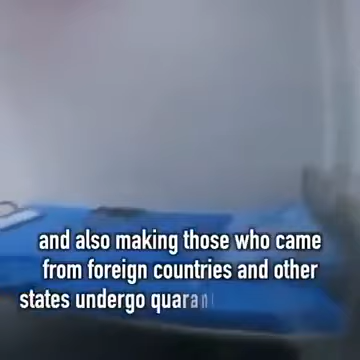 and also making those who came
from foreign countries and other
states undergo quaran